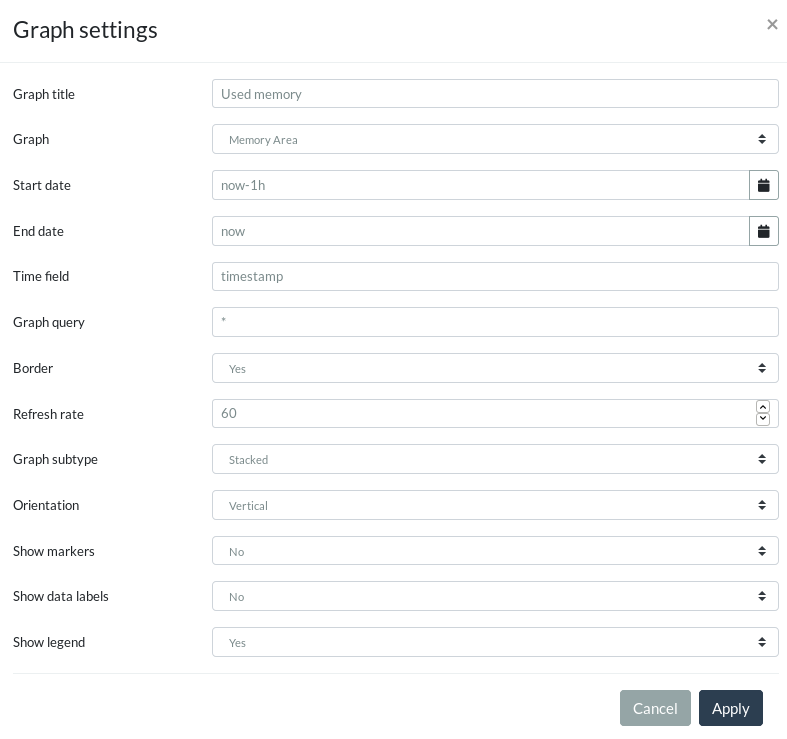 Graph settings ×
Graph title Used memory
Graph Memory Area
Start date now-1h
End date now
Time field timestamp
Graph query *
Border Yes
Refresh rate 60
Graph subtype Stacked
Orientation Vertical
Show markers No
Show data labels No
Show legend Yes
Cancel Apply